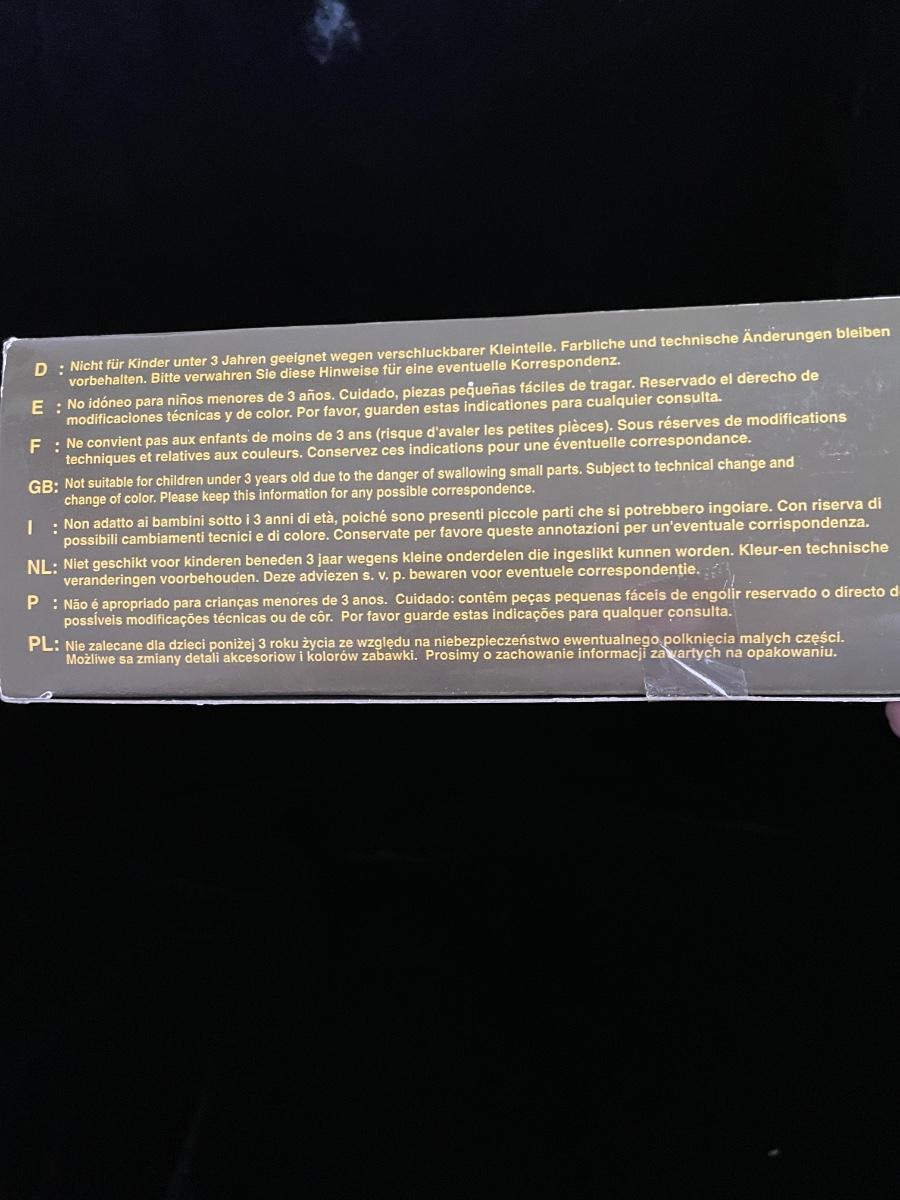 D : Nicht für Kinder unter 3 Jahren geeignet wegen verschluckbarer Kleinteile. Farbliche und technische Änderungen bleiben
vorbehalten. Bitte verwahren Sie diese Hinweise für eine eventuelle Korrespondenz.
E : No idóneo para niños menores de 3 años. Cuidado, piezas pequeñas fáciles de tragar. Reservado el derecho de
modificaciones técnicas y de color. Por favor, guarden estas indicationes para cualquier consulta.
F : Ne convient pas aux enfants de moins de 3 ans (risque d'avaler les petites pièces). Sous réserves de modifications
techniques et relatives aux couleurs. Conservez ces indications pour une éventuelle correspondance.
GB: Not suitable for children under 3 years old due to the danger of swallowing small parts. Subject to technical change and
change of color. Please keep this information for any possible correspondence.
I : Non adatto ai bambini sotto i 3 anni di età, poiché sono presenti piccole parti che si potrebbero ingoiare. Con riserva di
possibili cambiamenti tecnici e di colore. Conservate per favore queste annotazioni per un'eventuale corrispondenza.
NL: Niet geschikt voor kinderen beneden 3 jaar wegens kleine onderdelen die ingeslikt kunnen worden. Kleur-en technische
veranderingen voorbehouden. Deze adviezen s. v. p. bewaren voor eventuele correspondentie.
P : Não é apropriado para crianças menores de 3 anos. Cuidado: contêm peças pequenas fáceis de engolir reservado o directo
possíveis modificações técnicas ou de côr. Por favor guarde estas indicações para qualquer consulta.
PL: Nie zalecane dla dzieci poniżej 3 roku życia ze względu na niebezpieczeństwo ewentualnego polknięcia malych części.
Możliwe sa zmiany detali akcesoriow i kolorów zabawki. Prosimy o zachowanie informacji zawartych na opakowaniu.